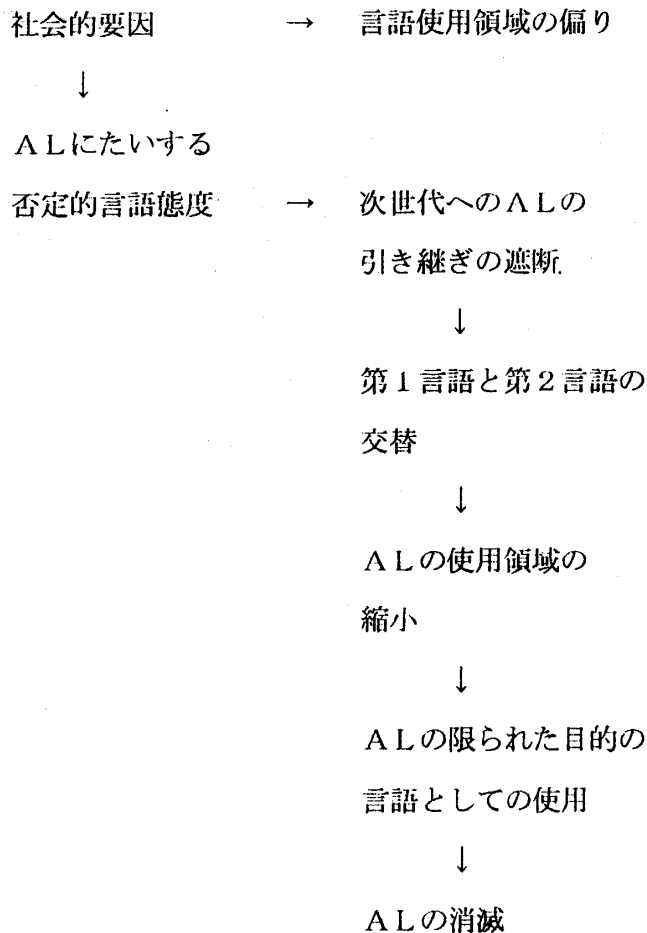 社会的要因 → 言語使用領域の偏り
↓
ＡＬにたいする
否定的言語態度 → 次世代へのＡＬの
引き継ぎの遮断
↓
第１言語と第２言語の
交替
↓
ＡＬの使用領域の
縮小
↓
ＡＬの限られた目的の
言語としての使用
↓
ＡＬの消滅